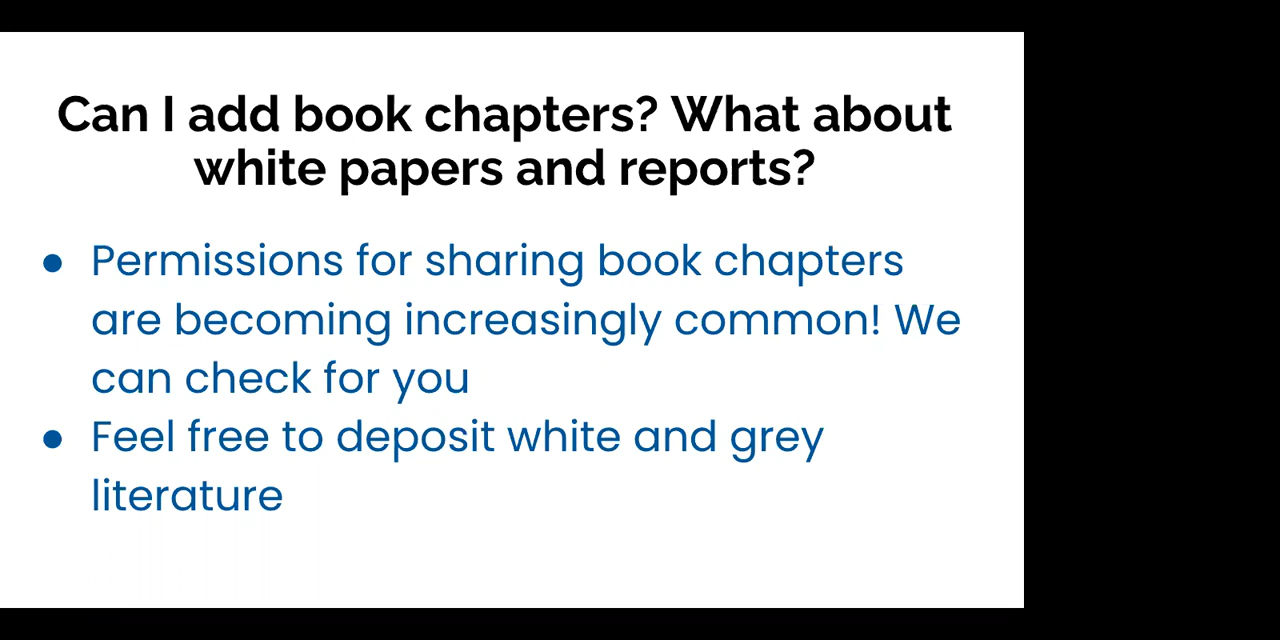 Can I add book chapters? What about
white papers and reports?
● Permissions for sharing book chapters
are becoming increasingly common! We
can check for you
● Feel free to deposit white and grey
literature